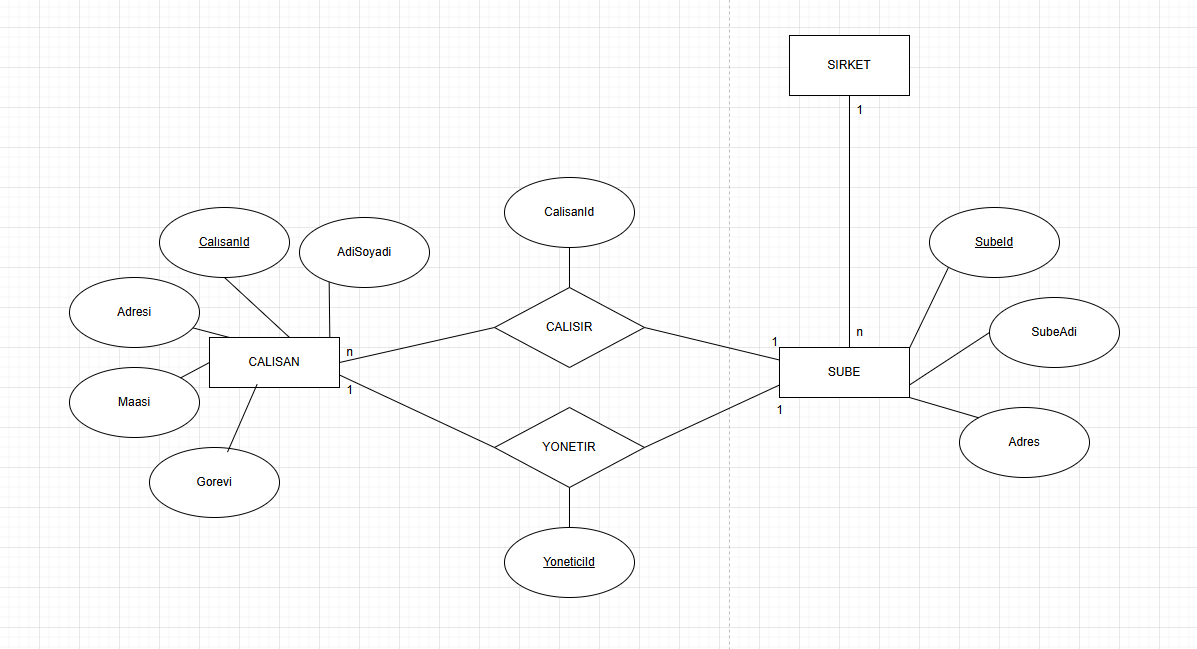 SIRKET
1
CalisanId
CalısanId
AdiSoyadi
SubeId
Adresi
CALISIR
SubeAdi
n
1
n
CALISAN
SUBE
1
1
Maasi
YONETIR
Adres
Gorevi
YoneticiId